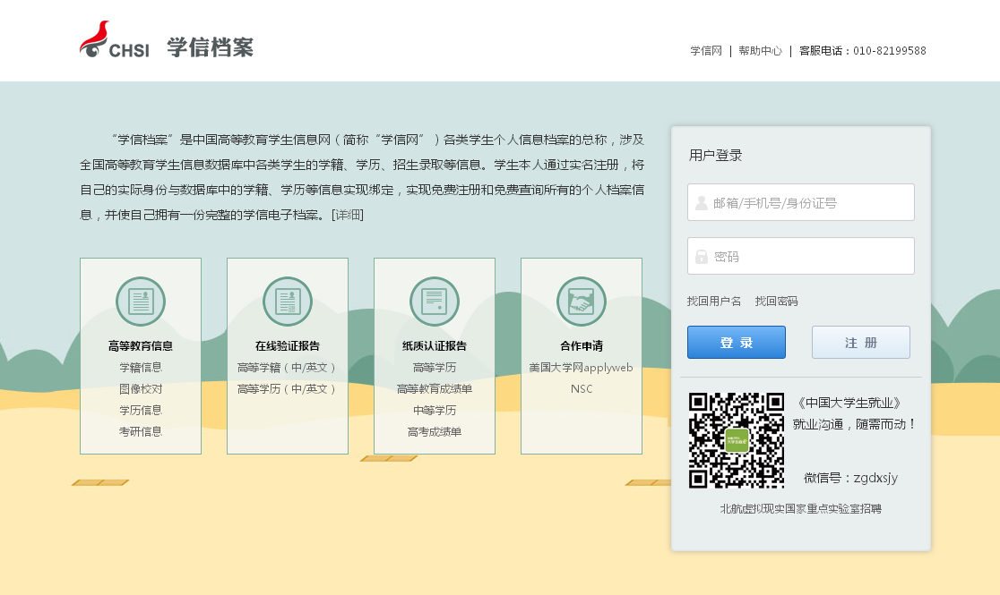 CHSI 学信档案
学信网 | 帮助中心 | 客服电话：010-82199588
“学信档案”是中国高等教育学生信息网（简称“学信网”）各类学生个人信息档案的总称，涉及
全国高等教育学生信息数据库中各类学生的学籍、学历、招生录取等信息。学生本人通过实名注册，将
自己的实际身份与数据库中的学籍、学历等信息实现绑定，实现免费注册和免费查询所有的个人档案信
息，并使自己拥有一份完整的学信电子档案。[详细]
高等教育信息
学籍信息
图像校对
学历信息
考研信息
在线验证报告
高等学籍（中/英文）
高等学历（中/英文）
纸质认证报告
高等学历
高等教育成绩单
中等学历
高考成绩单
合作申请
美国大学网applyweb
NSC
用户登录
邮箱/手机号/身份证号
密码
找回用户名 找回密码
登 录 注 册
《中国大学生就业》
就业沟通，随需而动！
微信号：zgdxsjy
北航虚拟现实国家重点实验室招聘